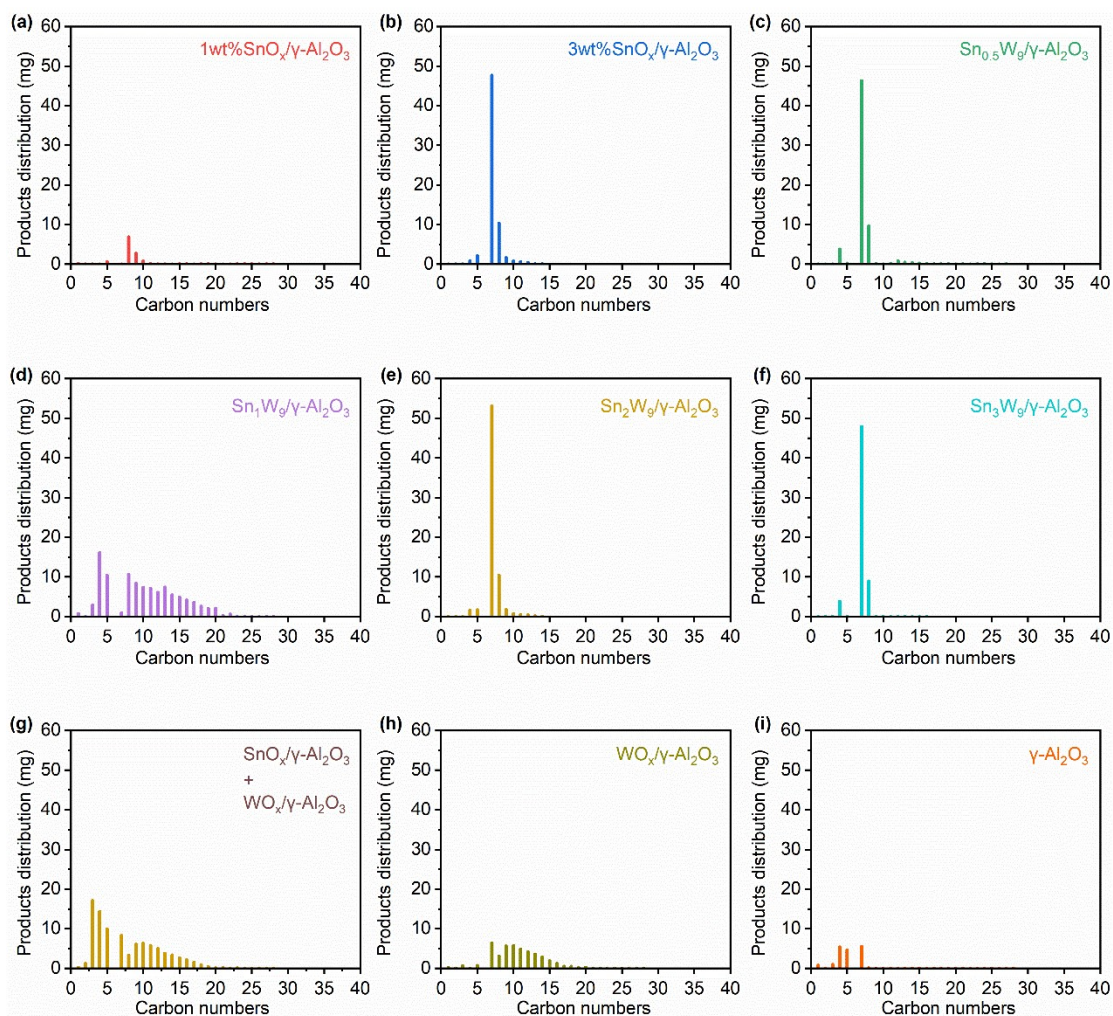 (a)
1wt%SnOₓ/γ-Al₂O₃
Products distribution (mg)
60
50
40
30
20
10
0
0 5 10 15 20 25 30 35 40
Carbon numbers
(b)
3wt%SnOₓ/γ-Al₂O₃
Products distribution (mg)
60
50
40
30
20
10
0
0 5 10 15 20 25 30 35 40
Carbon numbers
(c)
Sn₀.₅W₉/γ-Al₂O₃
Products distribution (mg)
60
50
40
30
20
10
0
0 5 10 15 20 25 30 35 40
Carbon numbers
(d)
Sn₁W₉/γ-Al₂O₃
Products distribution (mg)
60
50
40
30
20
10
0
0 5 10 15 20 25 30 35 40
Carbon numbers
(e)
Sn₂W₉/γ-Al₂O₃
Products distribution (mg)
60
50
40
30
20
10
0
0 5 10 15 20 25 30 35 40
Carbon numbers
(f)
Sn₃W₉/γ-Al₂O₃
Products distribution (mg)
60
50
40
30
20
10
0
0 5 10 15 20 25 30 35 40
Carbon numbers
(g)
SnOₓ/γ-Al₂O₃
+
WOₓ/γ-Al₂O₃
Products distribution (mg)
60
50
40
30
20
10
0
0 5 10 15 20 25 30 35 40
Carbon numbers
(h)
WOₓ/γ-Al₂O₃
Products distribution (mg)
60
50
40
30
20
10
0
0 5 10 15 20 25 30 35 40
Carbon numbers
(i)
γ-Al₂O₃
Products distribution (mg)
60
50
40
30
20
10
0
0 5 10 15 20 25 30 35 40
Carbon numbers